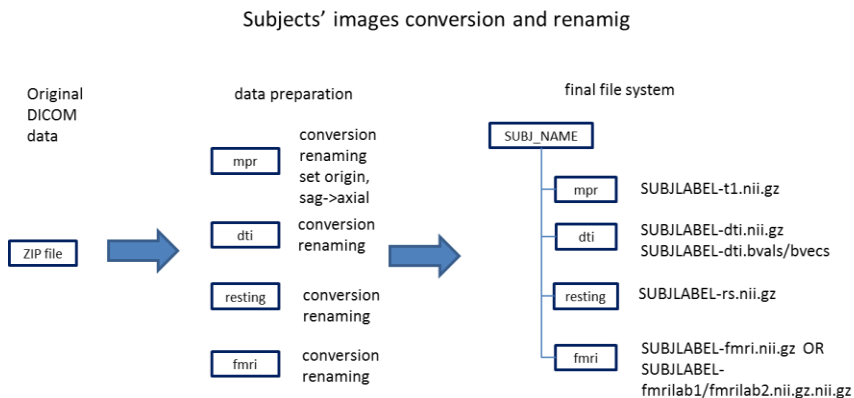 Subjects' images conversion and renamig
Original
DICOM
data
ZIP file
data preparation
mpr
conversion
renaming
set origin,
sag->axial
dti
conversion
renaming
resting
conversion
renaming
fmri
conversion
renaming
final file system
SUBJ_NAME
mpr
SUBJLABEL-t1.nii.gz
dti
SUBJLABEL-dti.nii.gz
SUBJLABEL-dti.bvals/bvecs
resting
SUBJLABEL-rs.nii.gz
fmri
SUBJLABEL-fmri.nii.gz OR
SUBJLABEL-
fmrilab1/fmrilab2.nii.gz.nii.gz